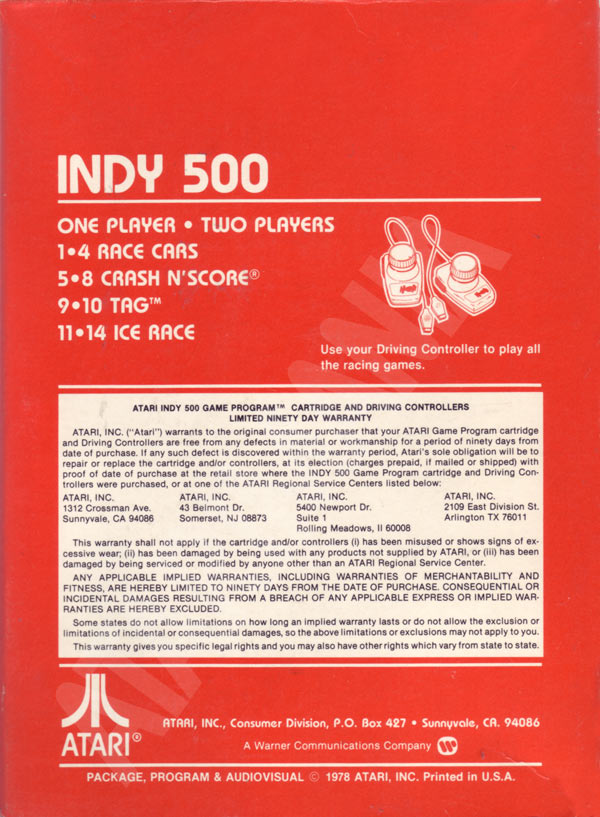 INDY 500
ONE PLAYER • TWO PLAYERS
1•4 RACE CARS
5•8 CRASH N'SCORE®
9•10 TAG™
11•14 ICE RACE
Use your Driving Controller to play all
the racing games.
ATARI INDY 500 GAME PROGRAM™ CARTRIDGE AND DRIVING CONTROLLERS
LIMITED NINETY DAY WARRANTY
ATARI, INC. ("Atari") warrants to the original consumer purchaser that your ATARI Game Program cartridge
and Driving Controllers are free from any defects in material or workmanship for a period of ninety days from
date of purchase. If any such defect is discovered within the warranty period, Atari's sole obligation will be to
repair or replace the cartridge and/or controllers, at its election (charges prepaid, if mailed or shipped) with
proof of date of purchase at the retail store where the INDY 500 Game Program cartridge and Driving Con-
trollers were purchased, or at one of the ATARI Regional Service Centers listed below:
ATARI, INC.
1312 Crossman Ave.
Sunnyvale, CA 94086
ATARI, INC.
43 Belmont Dr.
Somerset, NJ 08873
ATARI, INC.
5400 Newport Dr.
Suite 1
Rolling Meadows, Il 60008
ATARI, INC.
2109 East Division St.
Arlington TX 76011
This warranty shall not apply if the cartridge and/or controllers (i) has been misused or shows signs of ex-
cessive wear; (ii) has been damaged by being used with any products not supplied by ATARI, or (iii) has been
damaged by being serviced or modified by anyone other than an ATARI Regional Service Center.
ANY APPLICABLE IMPLIED WARRANTIES, INCLUDING WARRANTIES OF MERCHANTABILITY AND
FITNESS, ARE HEREBY LIMITED TO NINETY DAYS FROM THE DATE OF PURCHASE. CONSEQUENTIAL OR
INCIDENTAL DAMAGES RESULTING FROM A BREACH OF ANY APPLICABLE EXPRESS OR IMPLIED WAR-
RANTIES ARE HEREBY EXCLUDED.
Some states do not allow limitations on how long an implied warranty lasts or do not allow the exclusion or
limitations of incidental or consequential damages, so the above limitations or exclusions may not apply to you.
This warranty gives you specific legal rights and you may also have other rights which vary from state to state.
ATARI®
ATARI, INC., Consumer Division, P.O. Box 427 • Sunnyvale, CA. 94086
A Warner Communications Company
PACKAGE, PROGRAM & AUDIOVISUAL © 1978 ATARI, INC. Printed in U.S.A.